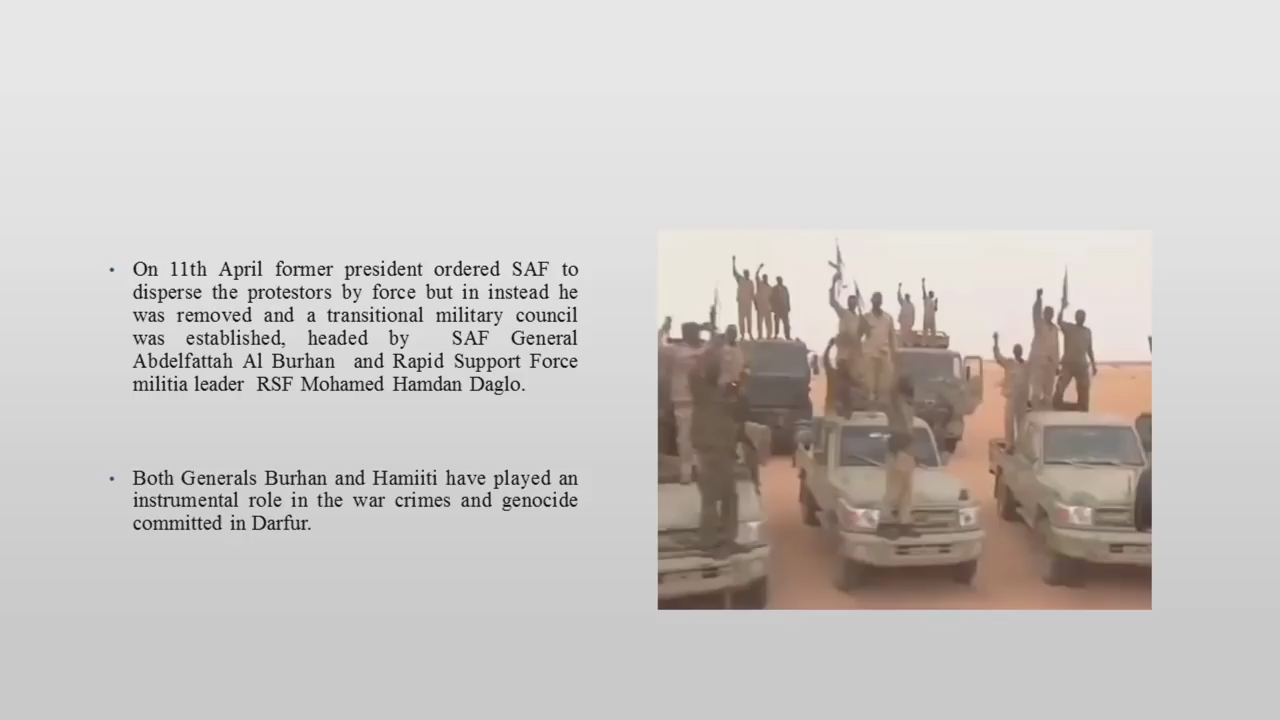 • On 11th April former president ordered SAF to
disperse the protestors by force but in instead he
was removed and a transitional military council
was established, headed by SAF General
Abdelfattah Al Burhan and Rapid Support Force
militia leader RSF Mohamed Hamdan Daglo.
• Both Generals Burhan and Hamiiti have played an
instrumental role in the war crimes and genocide
committed in Darfur.